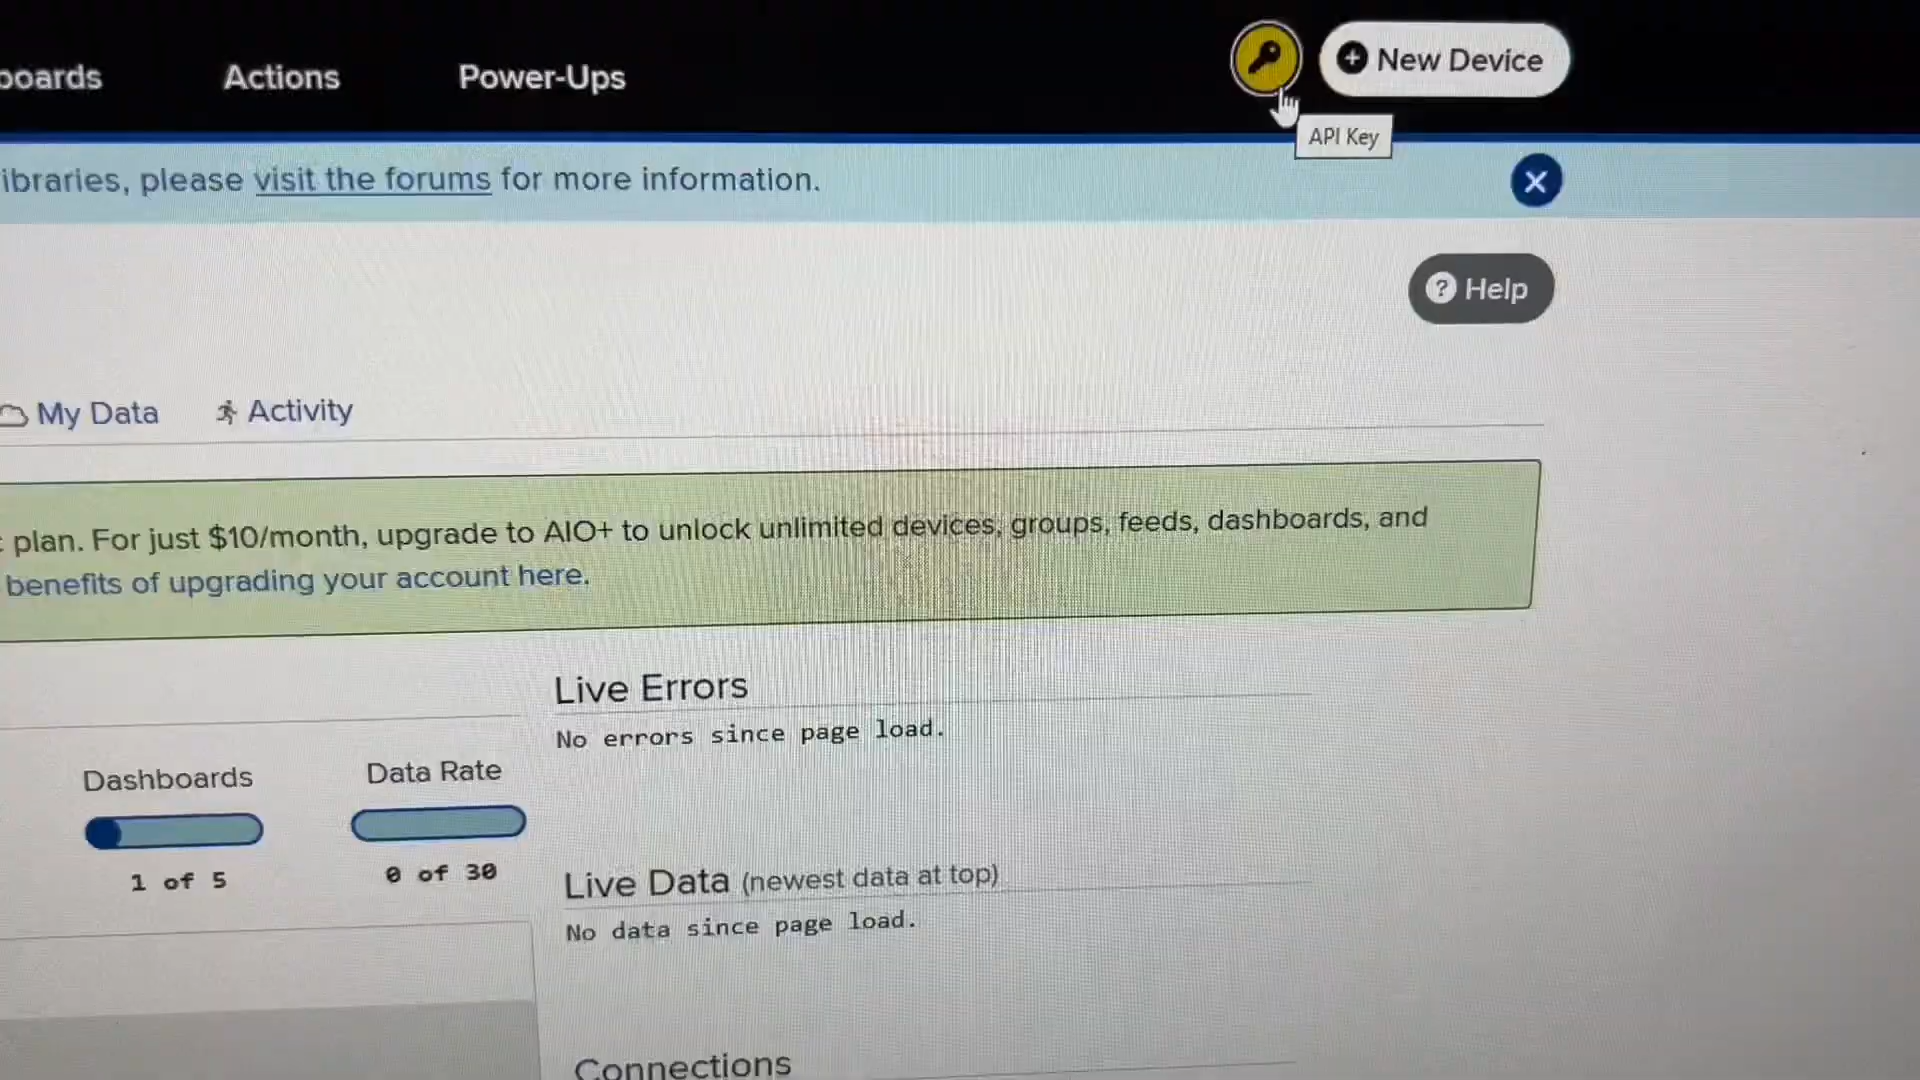 boards
Actions
Power-Ups
New Device
API Key
ibraries, please visit the forums for more information.
? Help
My Data
Activity
plan. For just $10/month, upgrade to AIO+ to unlock unlimited devices, groups, feeds, dashboards, and
benefits of upgrading your account here.
Live Errors
No errors since page load.
Dashboards
Data Rate
1 of 5
0 of 30
Live Data (newest data at top)
No data since page load.
Connections